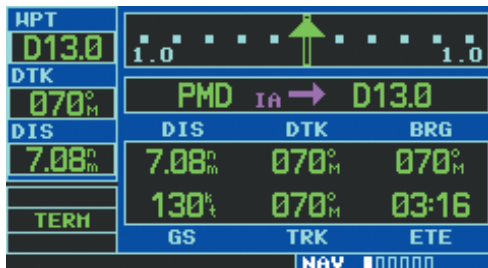 WPT
D13.0
DTK
070°M
DIS
7.08nm
TERM
1.0 1.0
PMD IA → D13.0
DIS DTK BRG
7.08nm 070°M 070°M
130kt 070°M 03:16
GS TRK ETE
NAV